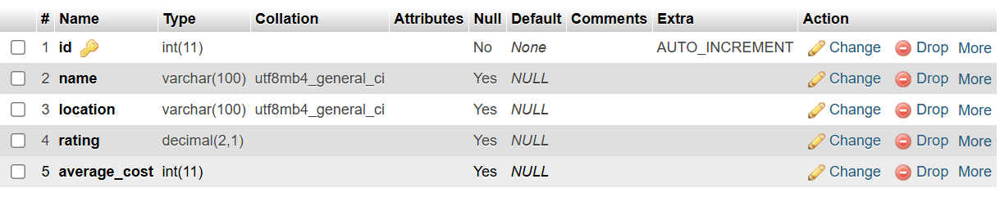 # Name Type Collation Attributes Null Default Comments Extra Action
1 id int(11) No None AUTO_INCREMENT Change Drop More
2 name varchar(100) utf8mb4_general_ci Yes NULL Change Drop More
3 location varchar(100) utf8mb4_general_ci Yes NULL Change Drop More
4 rating decimal(2,1) Yes NULL Change Drop More
5 average_cost int(11) Yes NULL Change Drop More